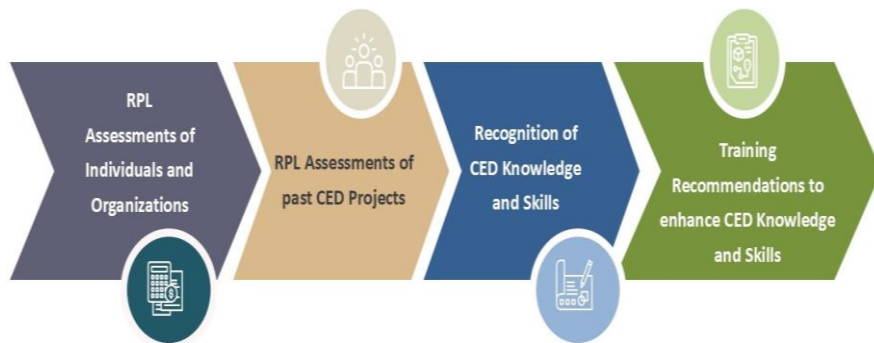 RPL
Assessments of
Individuals and
Organizations
RPL Assessments of
past CED Projects
Recognition of
CED Knowledge
and Skills
Training
Recommendations to
enhance CED Knowledge
and Skills